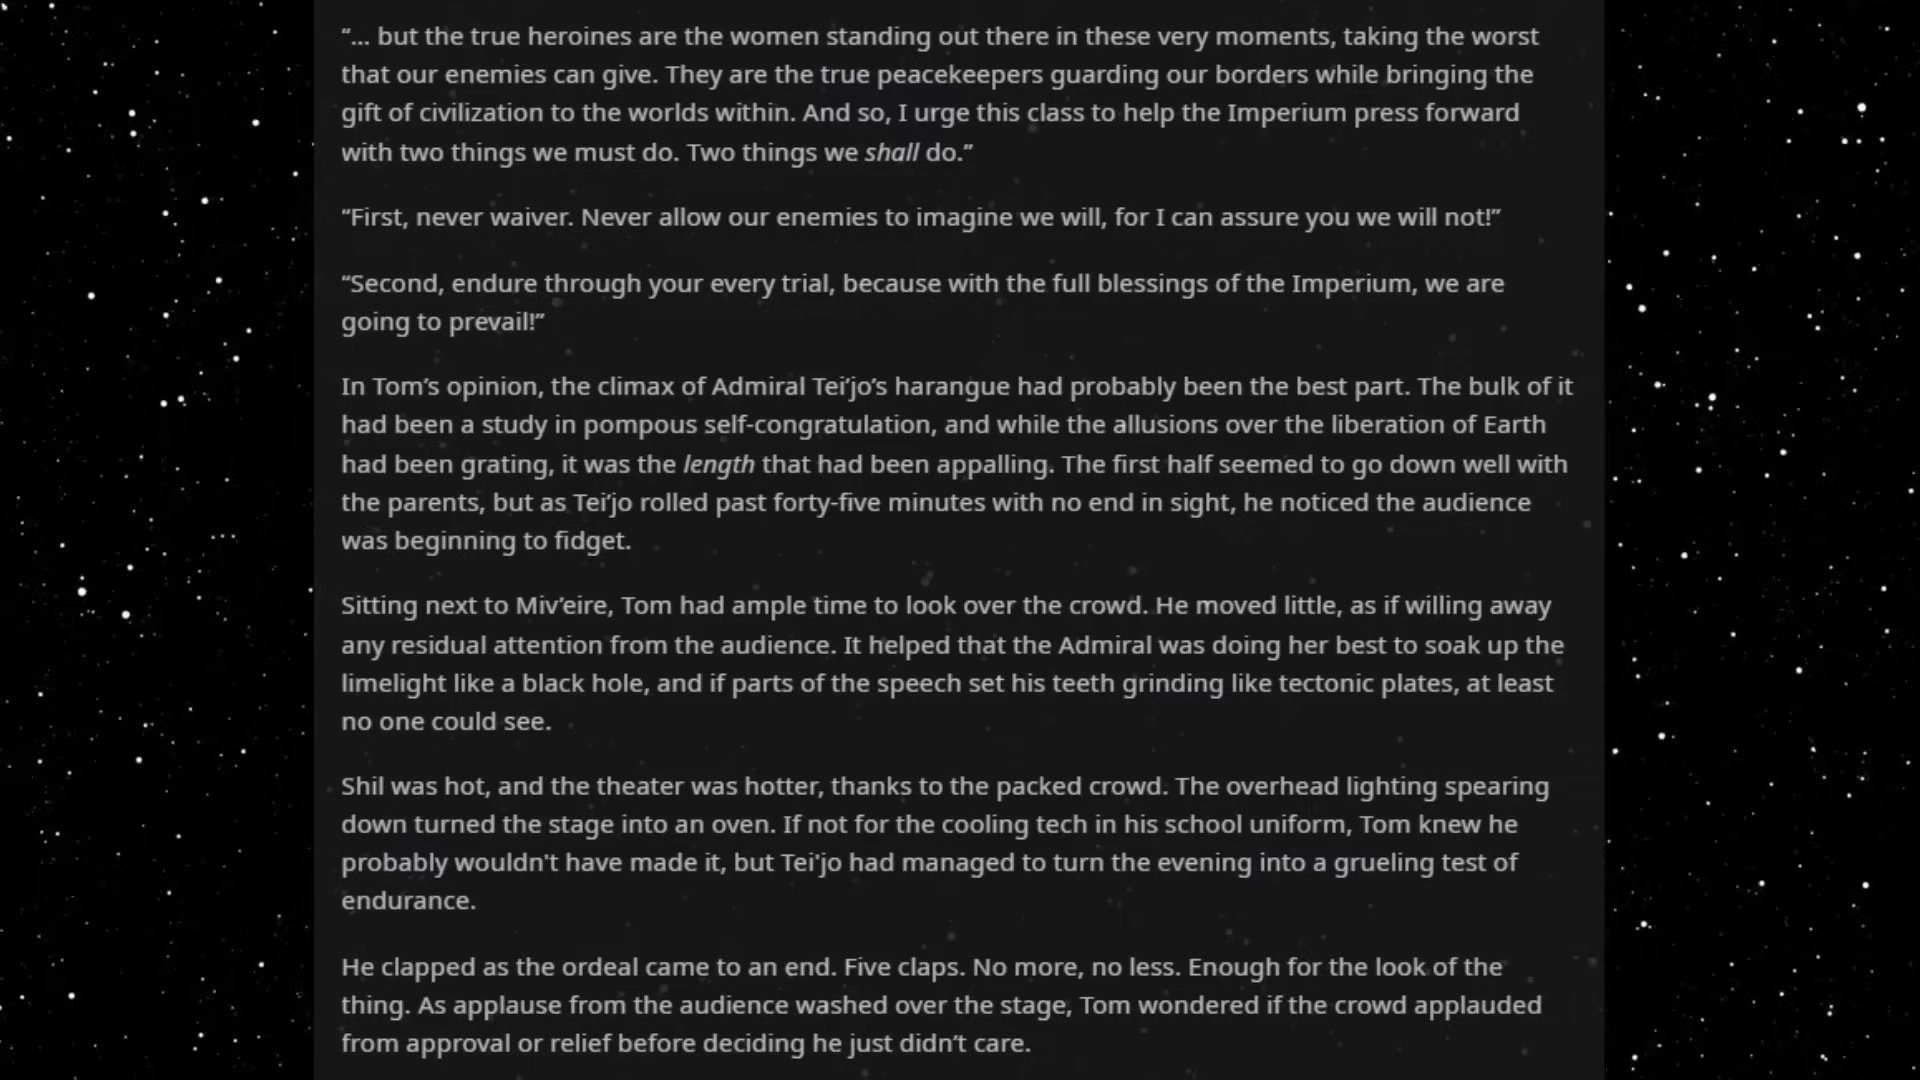 “... but the true heroines are the women standing out there in these very moments, taking the worst
that our enemies can give. They are the true peacekeepers guarding our borders while bringing the
gift of civilization to the worlds within. And so, I urge this class to help the Imperium press forward
with two things we must do. Two things we shall do.”
“First, never waiver. Never allow our enemies to imagine we will, for I can assure you we will not!”
“Second, endure through your every trial, because with the full blessings of the Imperium, we are
going to prevail!”
In Tom’s opinion, the climax of Admiral Tei’jo’s harangue had probably been the best part. The bulk of it
had been a study in pompous self-congratulation, and while the allusions over the liberation of Earth
had been grating, it was the length that had been appalling. The first half seemed to go down well with
the parents, but as Tei’jo rolled past forty-five minutes with no end in sight, he noticed the audience
was beginning to fidget.
Sitting next to Miv’eire, Tom had ample time to look over the crowd. He moved little, as if willing away
any residual attention from the audience. It helped that the Admiral was doing her best to soak up the
limelight like a black hole, and if parts of the speech set his teeth grinding like tectonic plates, at least
no one could see.
Shil was hot, and the theater was hotter, thanks to the packed crowd. The overhead lighting spearing
down turned the stage into an oven. If not for the cooling tech in his school uniform, Tom knew he
probably wouldn't have made it, but Tei'jo had managed to turn the evening into a grueling test of
endurance.
He clapped as the ordeal came to an end. Five claps. No more, no less. Enough for the look of the
thing. As applause from the audience washed over the stage, Tom wondered if the crowd applauded
from approval or relief before deciding he just didn’t care.